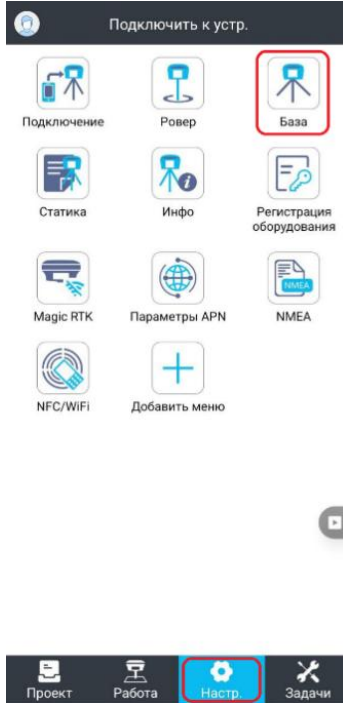 Подключить к устр.
Подключение
Ровер
База
Статика
Инфо
Регистрация
оборудования
Magic RTK
Параметры APN
NMEA
NMEA
NFC/WiFi
Добавить меню
Проект
Работа
Настр.
Задачи